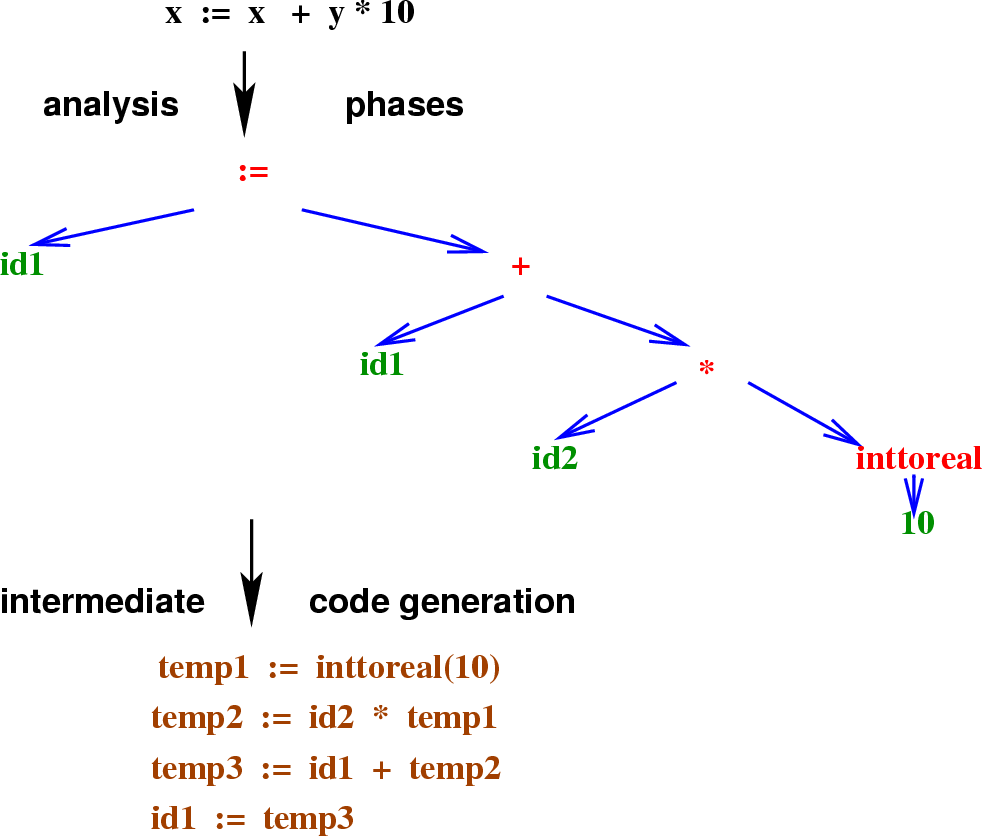 x := x + y * 10
analysis phases
:=
id1
+
id1
*
id2
inttoreal
10
intermediate code generation
temp1 := inttoreal(10)
temp2 := id2 * temp1
temp3 := id1 + temp2
id1 := temp3